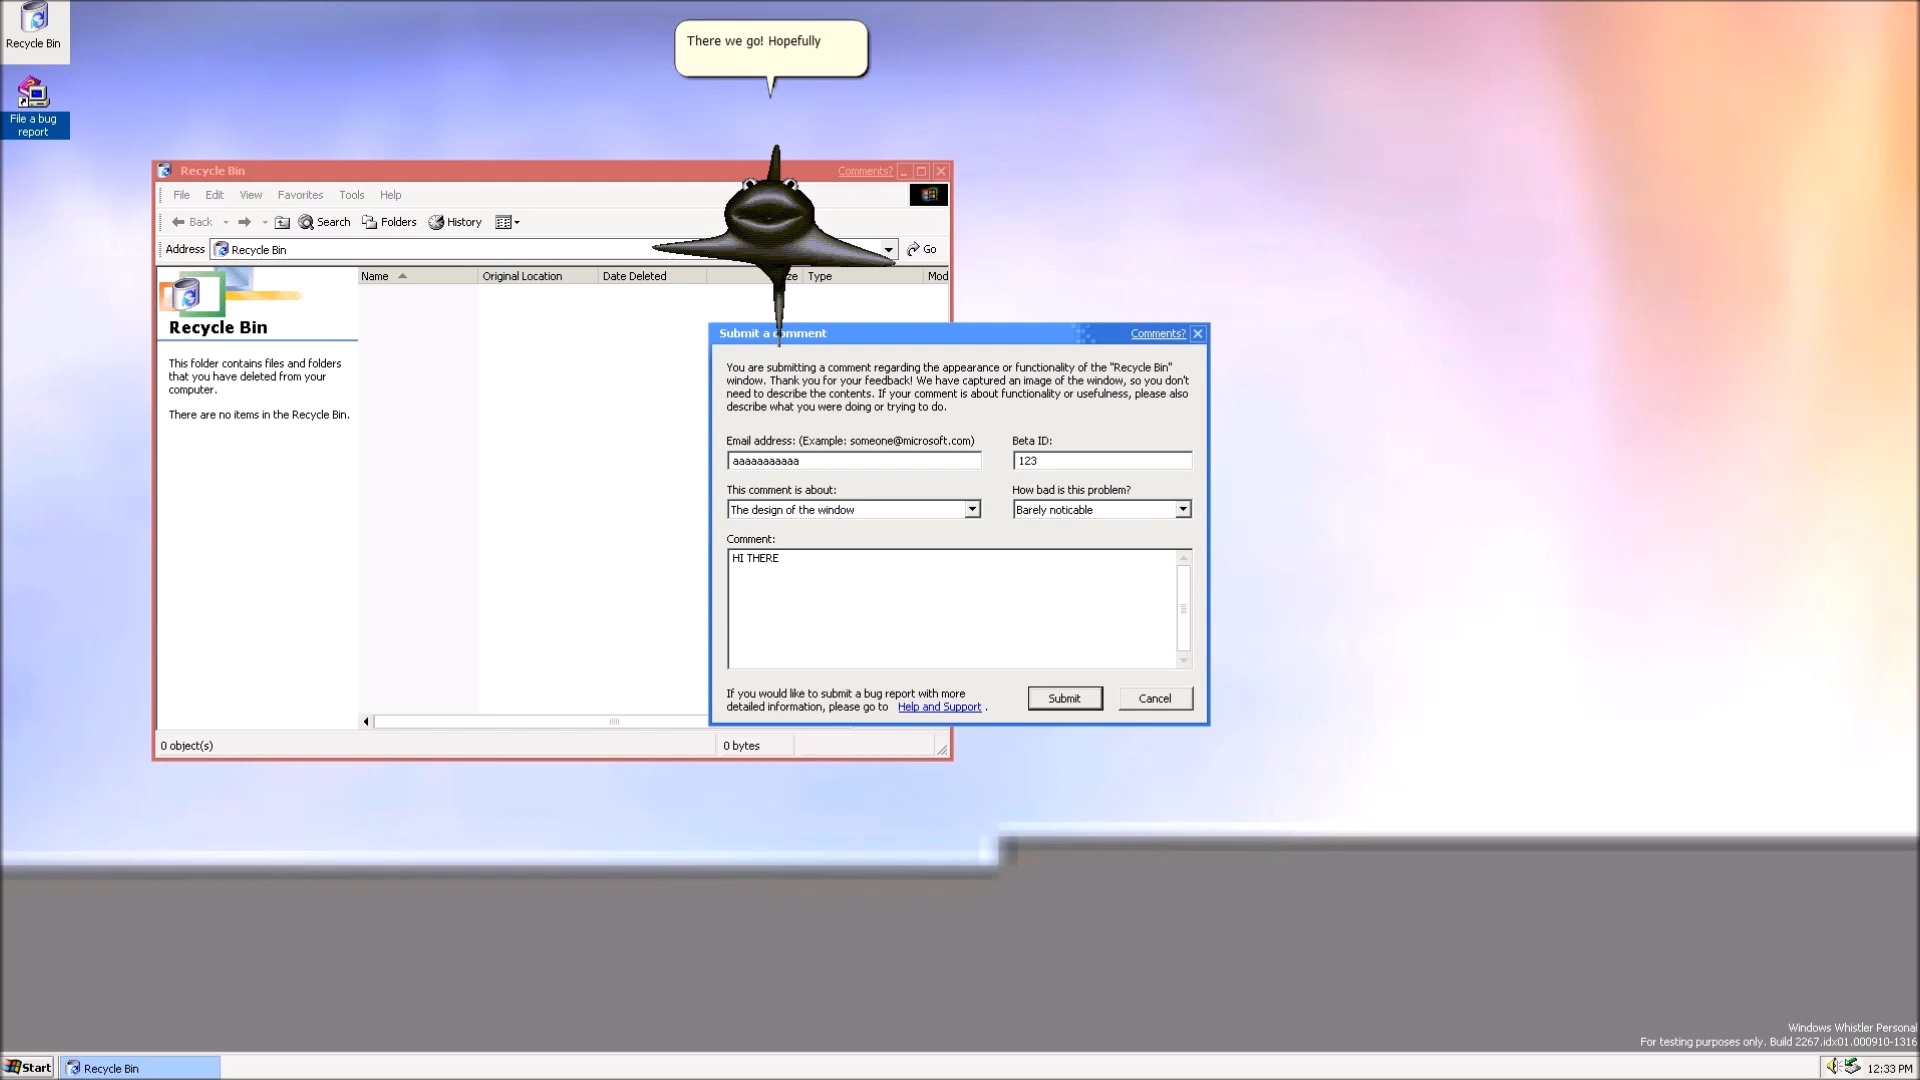 Recycle Bin
File a bug
report
There we go! Hopefully
Recycle Bin
Comments?
File Edit View Favorites Tools Help
Back Search Folders History
Address Recycle Bin Go
Name Original Location Date Deleted ze Type Mod
Recycle Bin
This folder contains files and folders
that you have deleted from your
computer.
There are no items in the Recycle Bin.
0 object(s) 0 bytes
Submit a comment
Comments?
You are submitting a comment regarding the appearance or functionality of the "Recycle Bin"
window. Thank you for your feedback! We have captured an image of the window, so you don't
need to describe the contents. If your comment is about functionality or usefulness, please also
describe what you were doing or trying to do.
Email address: (Example: someone@microsoft.com) Beta ID:
aaaaaaaaaaa 123
This comment is about: How bad is this problem?
The design of the window Barely noticable
Comment:
HI THERE
If you would like to submit a bug report with more
detailed information, please go to Help and Support .
Submit Cancel
Windows Whistler Personal
For testing purposes only. Build 2267.idx01.000910-1316
Start Recycle Bin 12:33 PM